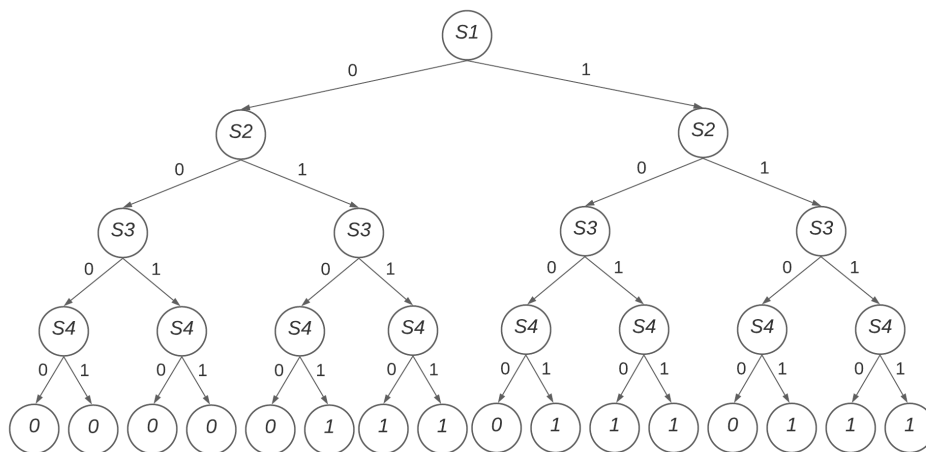 S1
0 1
S2 S2
0 1 0 1
S3 S3 S3 S3
0 1 0 1 0 1 0 1
S4 S4 S4 S4 S4 S4 S4 S4
0 1 0 1 0 1 0 1 0 1 0 1 0 1 0 1
0 0 0 0 0 1 1 1 0 1 1 1 0 1 1 1